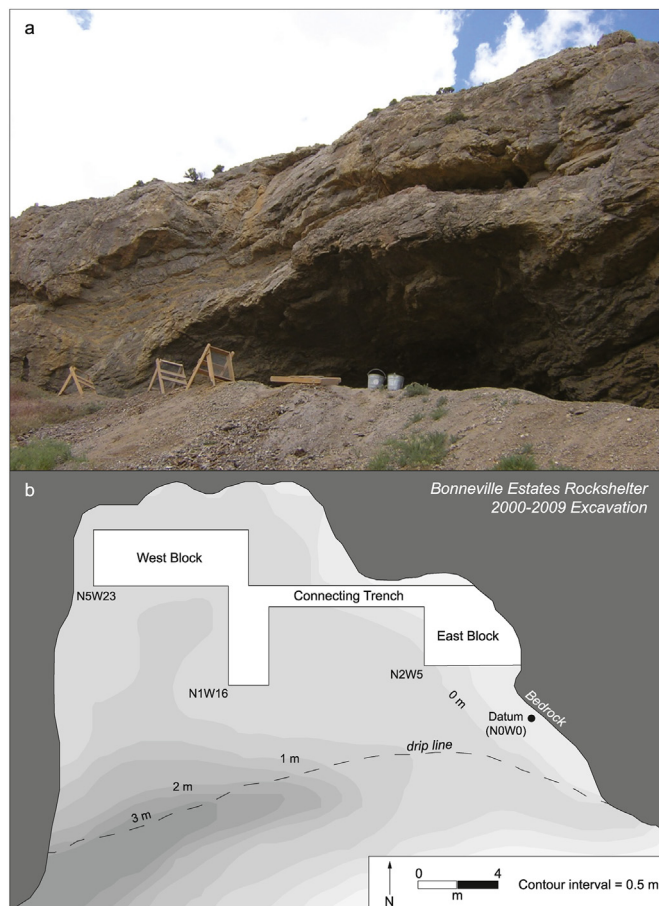 a
b
Bonneville Estates Rockshelter
2000-2009 Excavation
West Block
N5W23
Connecting Trench
East Block
N1W16
N2W5
0 m
Bedrock
Datum
(N0W0)
drip line
1 m
2 m
3 m
N
0
4
m
Contour interval = 0.5 m